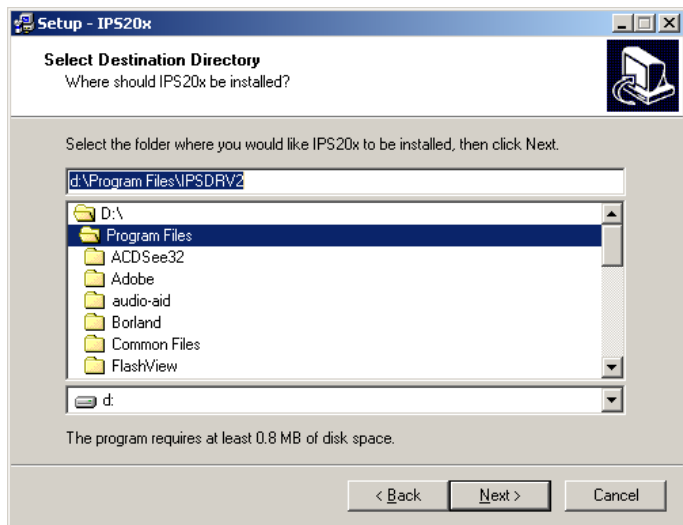 Setup - IPS20x
Select Destination Directory
Where should IPS20x be installed?
Select the folder where you would like IPS20x to be installed, then click Next.
d:\Program Files\IPSDRV2
D:\
Program Files
ACDSee32
Adobe
audio-aid
Borland
Common Files
FlashView
d:
The program requires at least 0.8 MB of disk space.
< Back Next > Cancel